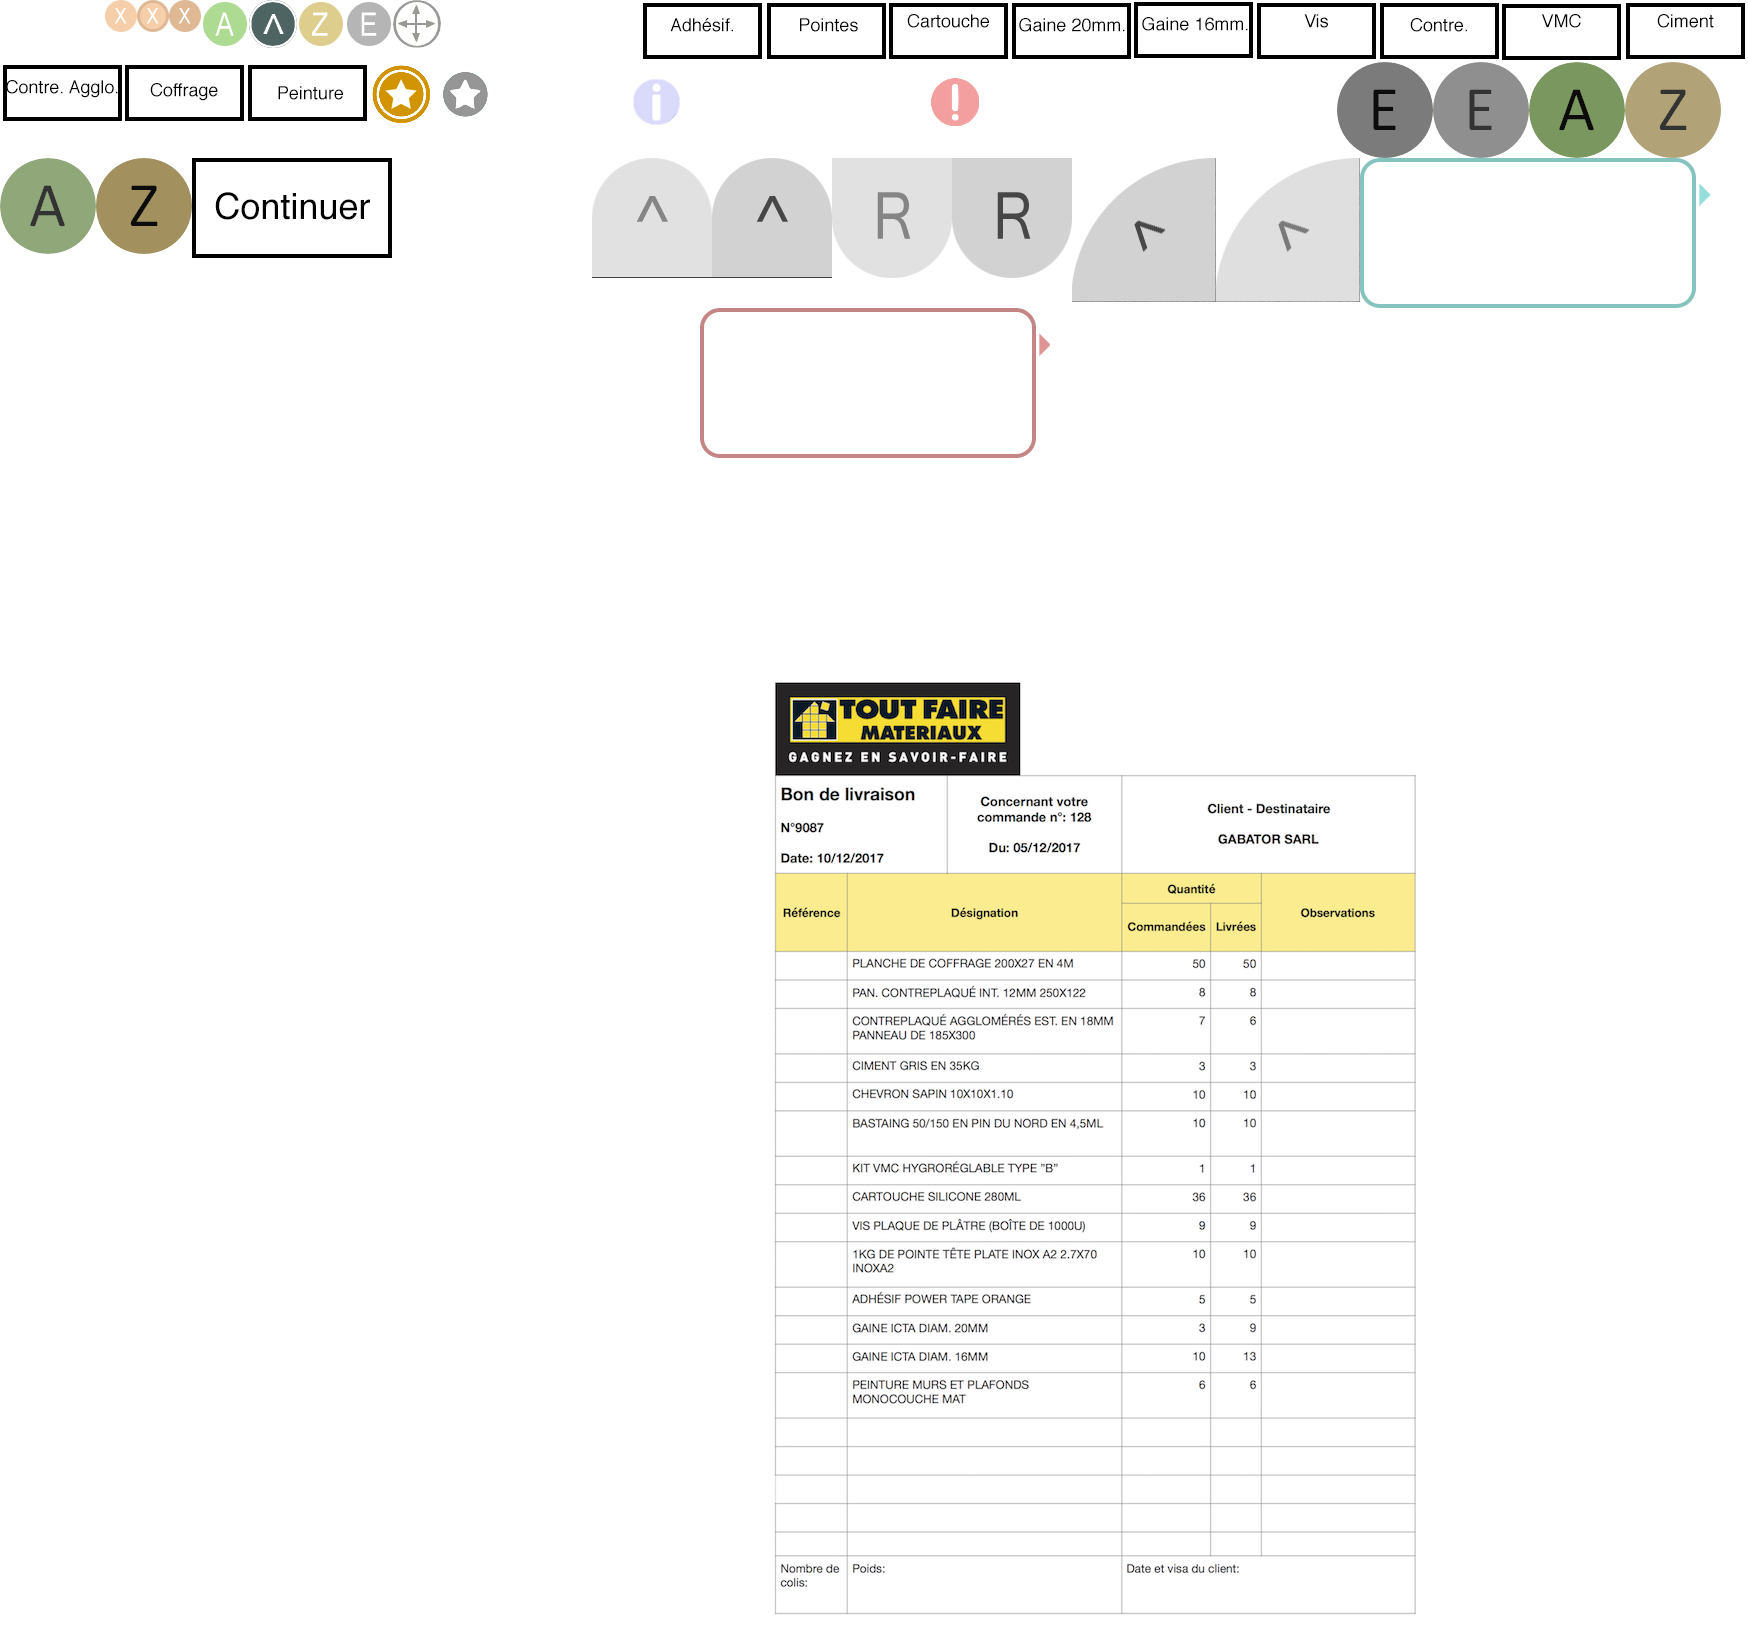 X X X A Λ Z E
Adhésif. Pointes Cartouche Gaine 20mm. Gaine 16mm. Vis Contre. VMC Ciment
Contre. Agglo. Coffrage Peinture
i ! E E A Z
A Z Continuer
^ ^ R R < <
TOUT FAIRE
MATERIAUX
GAGNEZ EN SAVOIR-FAIRE
Bon de livraison
N°9087
Date: 10/12/2017
Concernant votre
commande n°: 128
Du: 05/12/2017
Client - Destinataire
GABATOR SARL
Référence Désignation Quantité Observations
Commandées Livrées
PLANCHE DE COFFRAGE 200X27 EN 4M 50 50
PAN. CONTREPLAQUÉ INT. 12MM 250X122 8 8
CONTREPLAQUÉ AGGLOMÉRÉS EST. EN 18MM 7 6
PANNEAU DE 185X300
CIMENT GRIS EN 35KG 3 3
CHEVRON SAPIN 10X10X1.10 10 10
BASTAING 50/150 EN PIN DU NORD EN 4,5ML 10 10
KIT VMC HYGRORÉGLABLE TYPE ”B” 1 1
CARTOUCHE SILICONE 280ML 36 36
VIS PLAQUE DE PLÂTRE (BOÎTE DE 1000U) 9 9
1KG DE POINTE TÊTE PLATE INOX A2 2.7X70 10 10
INOXA2
ADHÉSIF POWER TAPE ORANGE 5 5
GAINE ICTA DIAM. 20MM 3 9
GAINE ICTA DIAM. 16MM 10 13
PEINTURE MURS ET PLAFONDS 6 6
MONOCOUCHE MAT
Nombre de Poids: Date et visa du client:
colis: